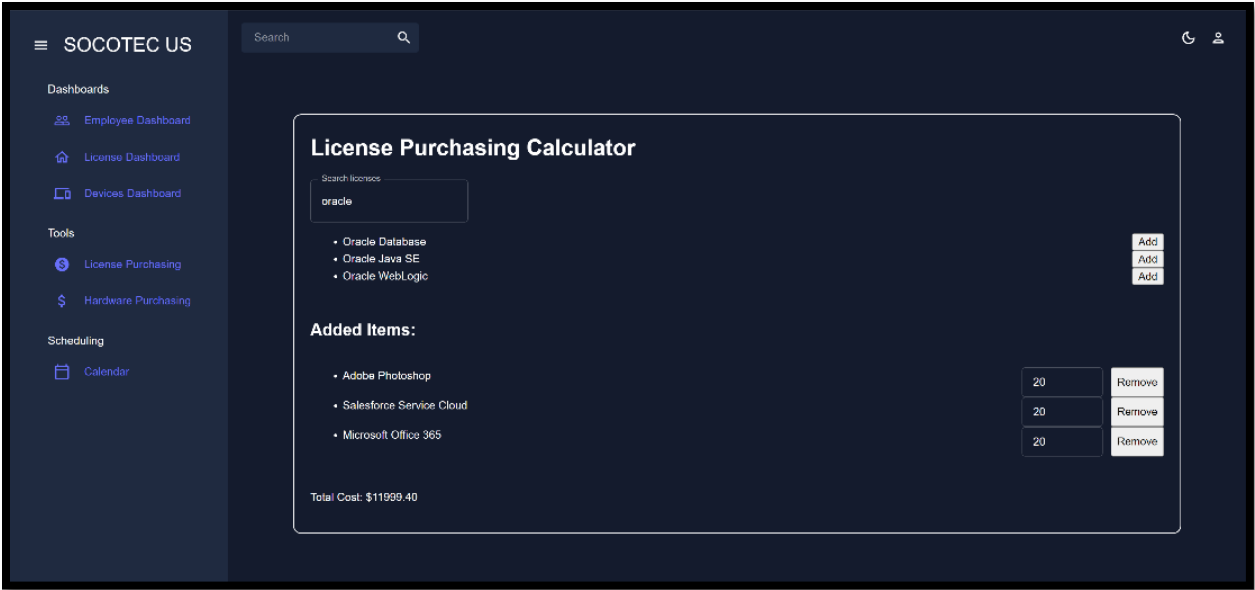 SOCOTEC US
Search
Dashboards
Employee Dashboard
License Dashboard
Devices Dashboard
Tools
License Purchasing
Hardware Purchasing
Scheduling
Calendar
License Purchasing Calculator
Search licenses
oracle
• Oracle Database Add
• Oracle Java SE Add
• Oracle WebLogic Add
Added Items:
• Adobe Photoshop 20 Remove
• Salesforce Service Cloud 20 Remove
• Microsoft Office 365 20 Remove
Total Cost: $11999.40